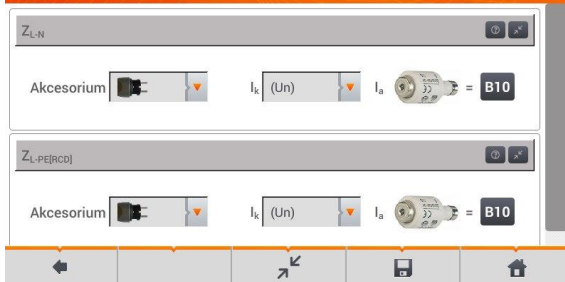 ZL-N
Akcesorium Ik (Un) Ia = B10
ZL-PE[RCD]
Akcesorium Ik (Un) Ia = B10